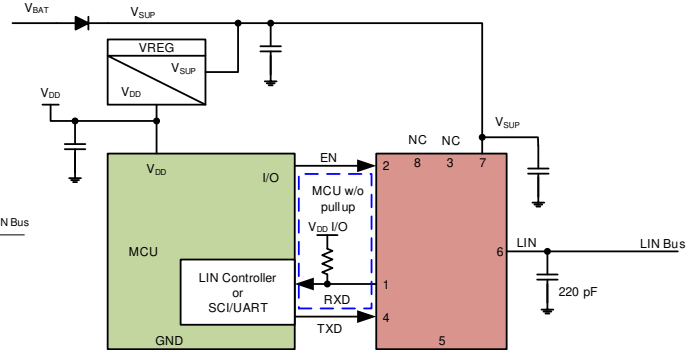 VBAT
VSUP
VREG
VSUP
VDD
VDD
VSUP
NC NC
EN
VDD
I/O
2
8
3
7
MCU w/o
pull up
VDD I/O
N Bus
MCU
6
LIN
LIN Bus
LIN Controller
or
SCI/UART
1
RXD
220 pF
4
TXD
GND
5